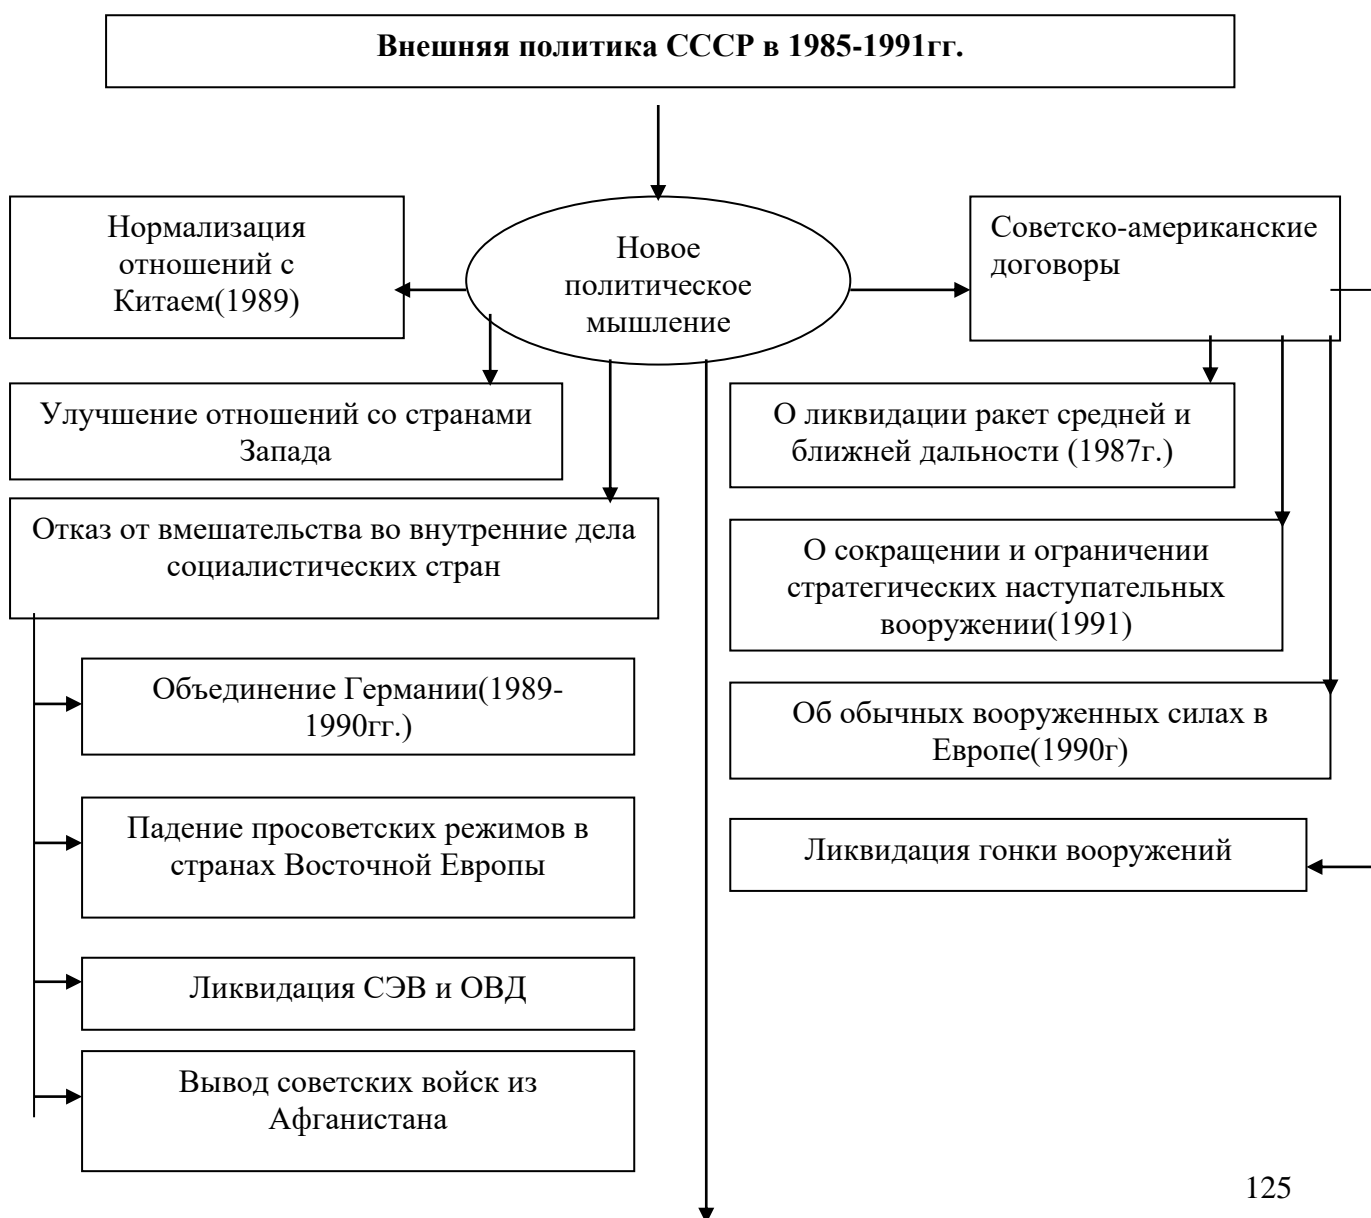 Внешняя политика СССР в 1985-1991гг.
Нормализация
отношений с
Китаем(1989)
Новое
политическое
мышление
Советско-американские
договоры
Улучшение отношений со странами
Запада
О ликвидации ракет средней и
ближней дальности (1987г.)
Отказ от вмешательства во внутренние дела
социалистических стран
О сокращении и ограничении
стратегических наступательных
вооружении(1991)
Объединение Германии(1989-
1990гг.)
Об обычных вооруженных силах в
Европе(1990г)
Падение просоветских режимов в
странах Восточной Европы
Ликвидация гонки вооружений
Ликвидация СЭВ и ОВД
Вывод советских войск из
Афганистана
125